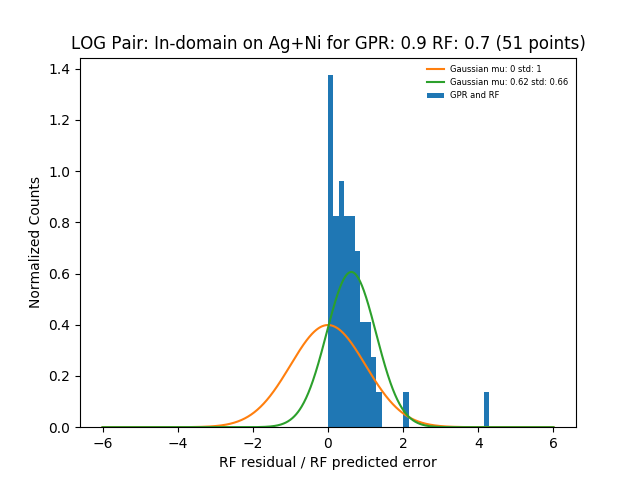 LOG Pair: In-domain on Ag+Ni for GPR: 0.9 RF: 0.7 (51 points)
Gaussian mu: 0 std: 1
Gaussian mu: 0.62 std: 0.66
GPR and RF
Normalized Counts
1.4
1.2
1.0
0.8
0.6
0.4
0.2
0.0
−6 −4 −2 0 2 4 6
RF residual / RF predicted error